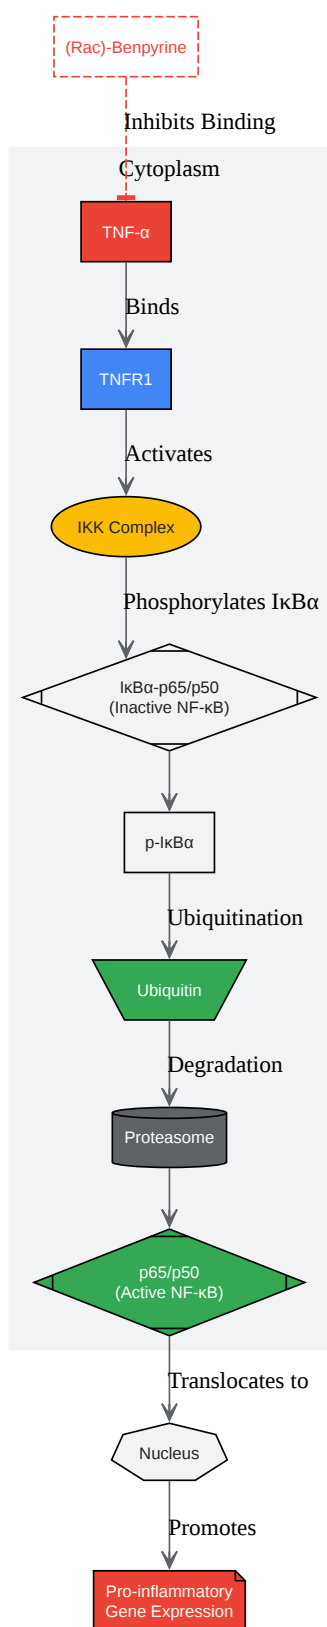 (Rac)-Benpyrine
Inhibits Binding
Cytoplasm
TNF-α
Binds
TNFR1
Activates
IKK Complex
Phosphorylates IκBα
IκBα-p65/p50
(Inactive NF-κB)
p-IκBα
Ubiquitination
Ubiquitin
Degradation
Proteasome
p65/p50
(Active NF-κB)
Translocates to
Nucleus
Promotes
Pro-inflammatory
Gene Expression